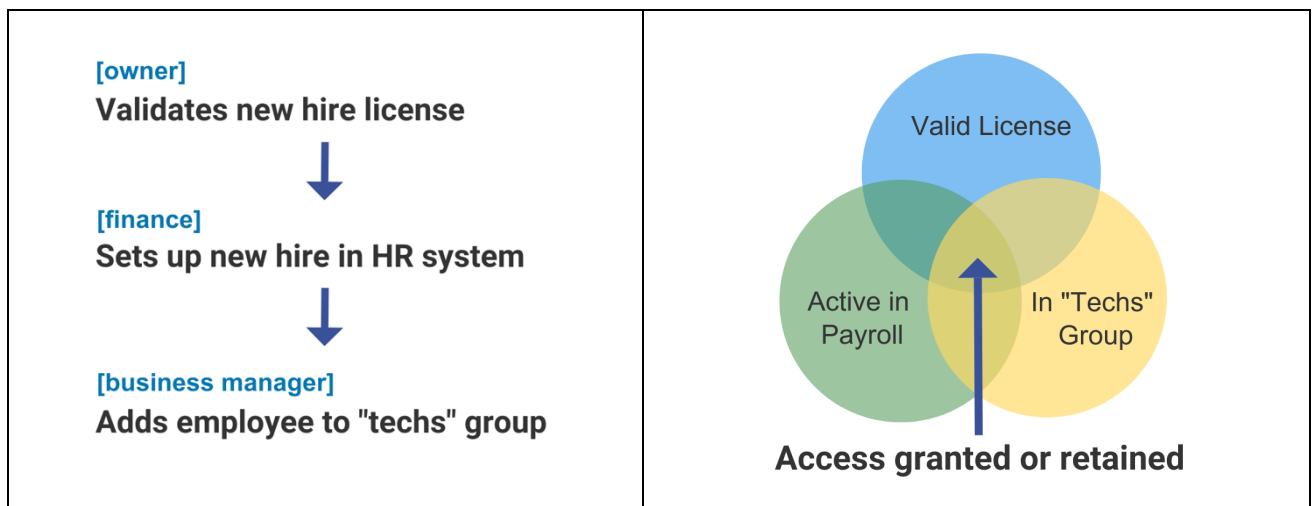 [owner]
Validates new hire license
[finance]
Sets up new hire in HR system
[business manager]
Adds employee to "techs" group
Valid License
Active in
Payroll
In "Techs"
Group
Access granted or retained